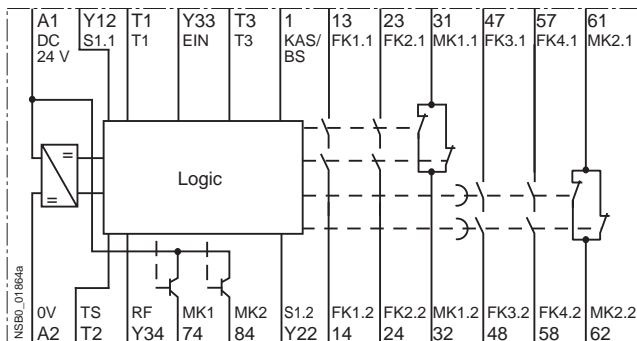 A1 Y12 T1 Y33 T3 1 13 23 31 47 57 61
DC S1.1 T1 EIN T3 KAS/ FK1.1 FK2.1 MK1.1 FK3.1 FK4.1 MK2.1
24 V BS
=
=
Logic
NSB0_01864a
0V TS RF MK1 MK2 S1.2 FK1.2 FK2.2 MK1.2 FK3.2 FK4.2 MK2.2
A2 T2 Y34 74 84 Y22 14 24 32 48 58 62